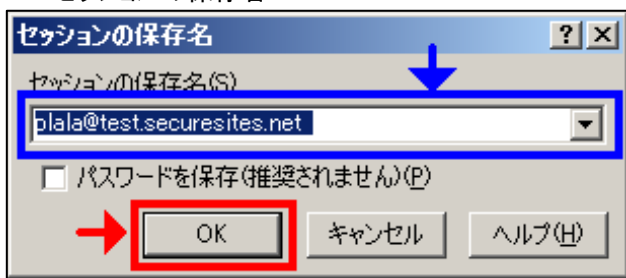 セッションの保存名
セッションの保存名(S)
plala@test.securesites.net
パスワードを保存(推奨されません)(P)
OK キャンセル ヘルプ(H)